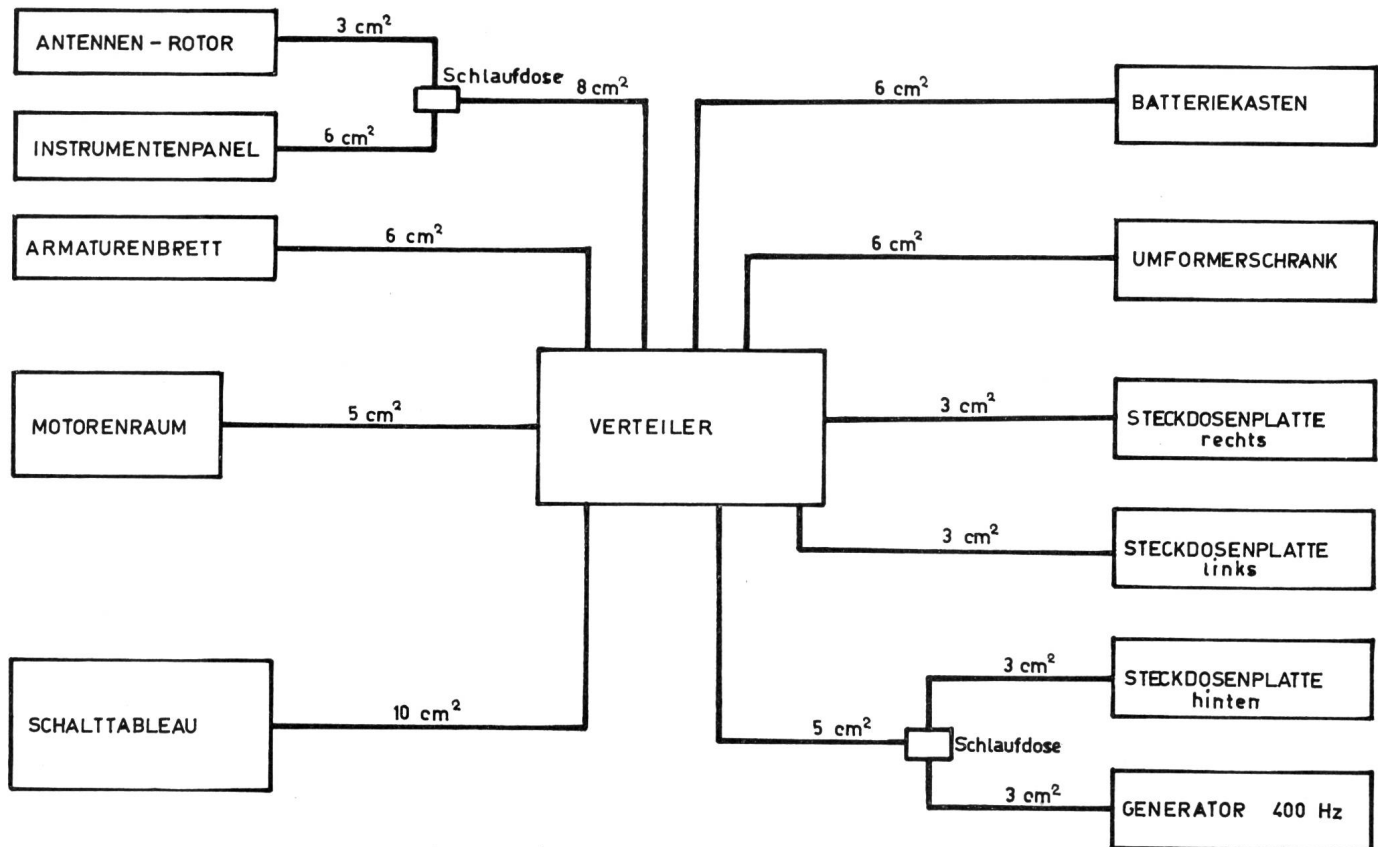 ANTENNEN - ROTOR
3 cm²
Schlaufdose
8 cm²
INSTRUMENTENPANEL
6 cm²
ARMATURENBRETT
6 cm²
MOTORENRAUM
5 cm²
SCHALTTABLEAU
10 cm²
VERTEILER
6 cm²
BATTERIEKASTEN
6 cm²
UMFORMERSCHRANK
3 cm²
STECKDOSENPLATTE
rechts
3 cm²
STECKDOSENPLATTE
links
5 cm²
Schlaufdose
3 cm²
STECKDOSENPLATTE
hinten
3 cm²
GENERATOR 400 Hz